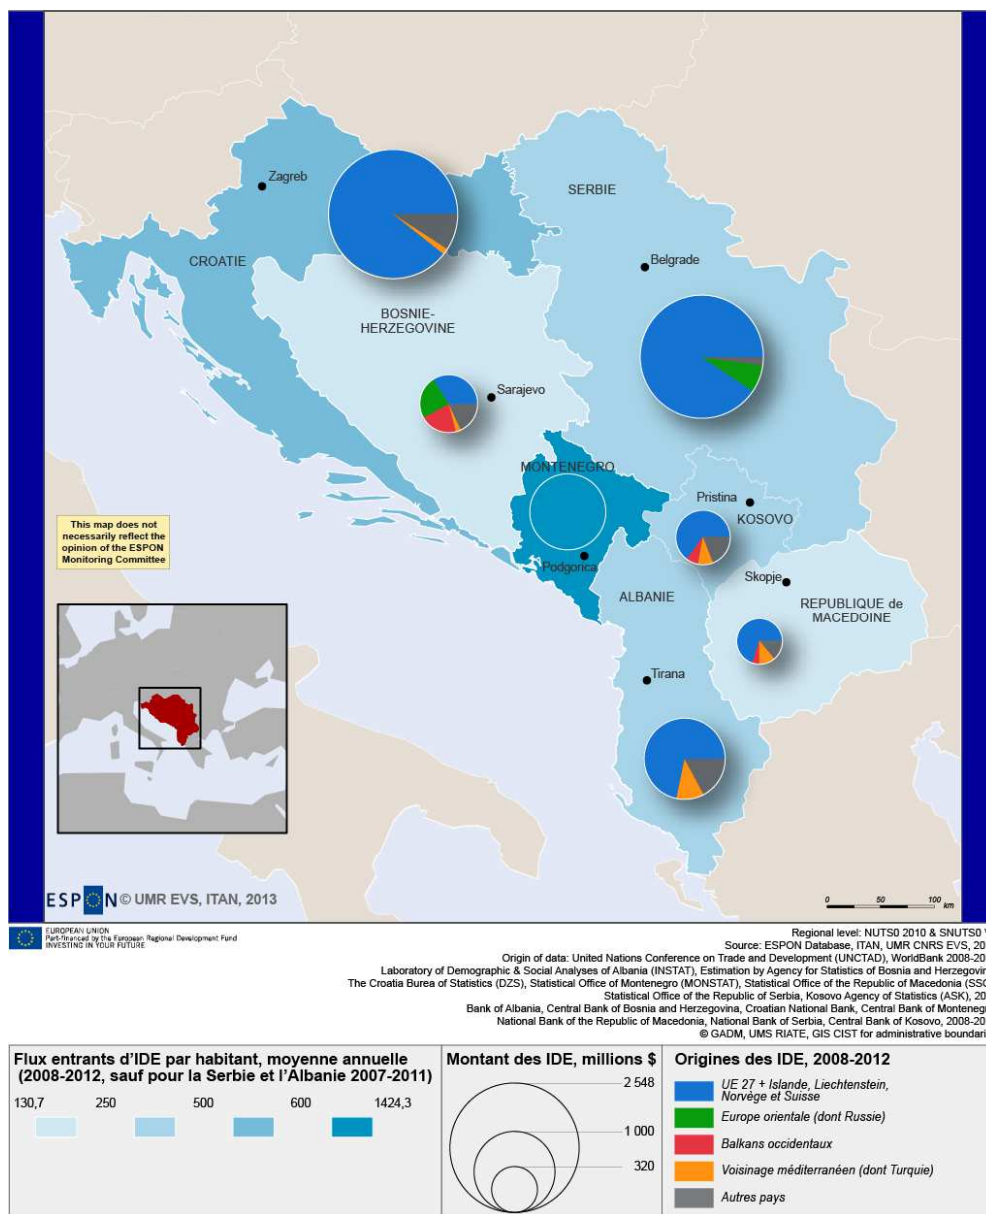 Zagreb
SERBIE
CROATIE
Belgrade
BOSNIE-
HERZEGOVINE
Sarajevo
MONTENEGRO
Pristina
KOSOVO
This map does not
necessarily reflect the
opinion of the ESPON
Monitoring Committee
Podgorica
Skopje
ALBANIE
REPUBLIQUE de
MACEDOINE
Tirana
ESPON © UMR EVS, ITAN, 2013
0 50 100
km
EUROPEAN UNION
Part-financed by the European Regional Development Fund
INVESTING IN YOUR FUTURE
Regional level: NUTS0 2010 & SNUTS0
Source: ESPON Database, ITAN, UMR CNRS EVS, 20
Origin of data: United Nations Conference on Trade and Development (UNCTAD), WorldBank 2008-20
Laboratory of Demographic & Social Analyses of Albania (INSTAT), Estimation by Agency for Statistics of Bosnia and Herzegovin
The Croatia Burea of Statistics (DZS), Statistical Office of Montenegro (MONSTAT), Statistical Office of the Republic of Macedonia (SSO
Statistical Office of the Republic of Serbia, Kosovo Agency of Statistics (ASK), 20
Bank of Albania, Central Bank of Bosnia and Herzegovina, Croatian National Bank, Central Bank of Monteneg
National Bank of the Republic of Macedonia, National Bank of Serbia, Central Bank of Kosovo, 2008-20
© GADM, UMS RIATE, GIS CIST for administrative boundari
Flux entrants d'IDE par habitant, moyenne annuelle
(2008-2012, sauf pour la Serbie et l'Albanie 2007-2011)
130,7 250 500 600 1424,3
Montant des IDE, millions $
2 548
1 000
320
Origines des IDE, 2008-2012
UE 27 + Islande, Liechtenstein,
Norvège et Suisse
Europe orientale (dont Russie)
Balkans occidentaux
Voisinage méditerranéen (dont Turquie)
Autres pays